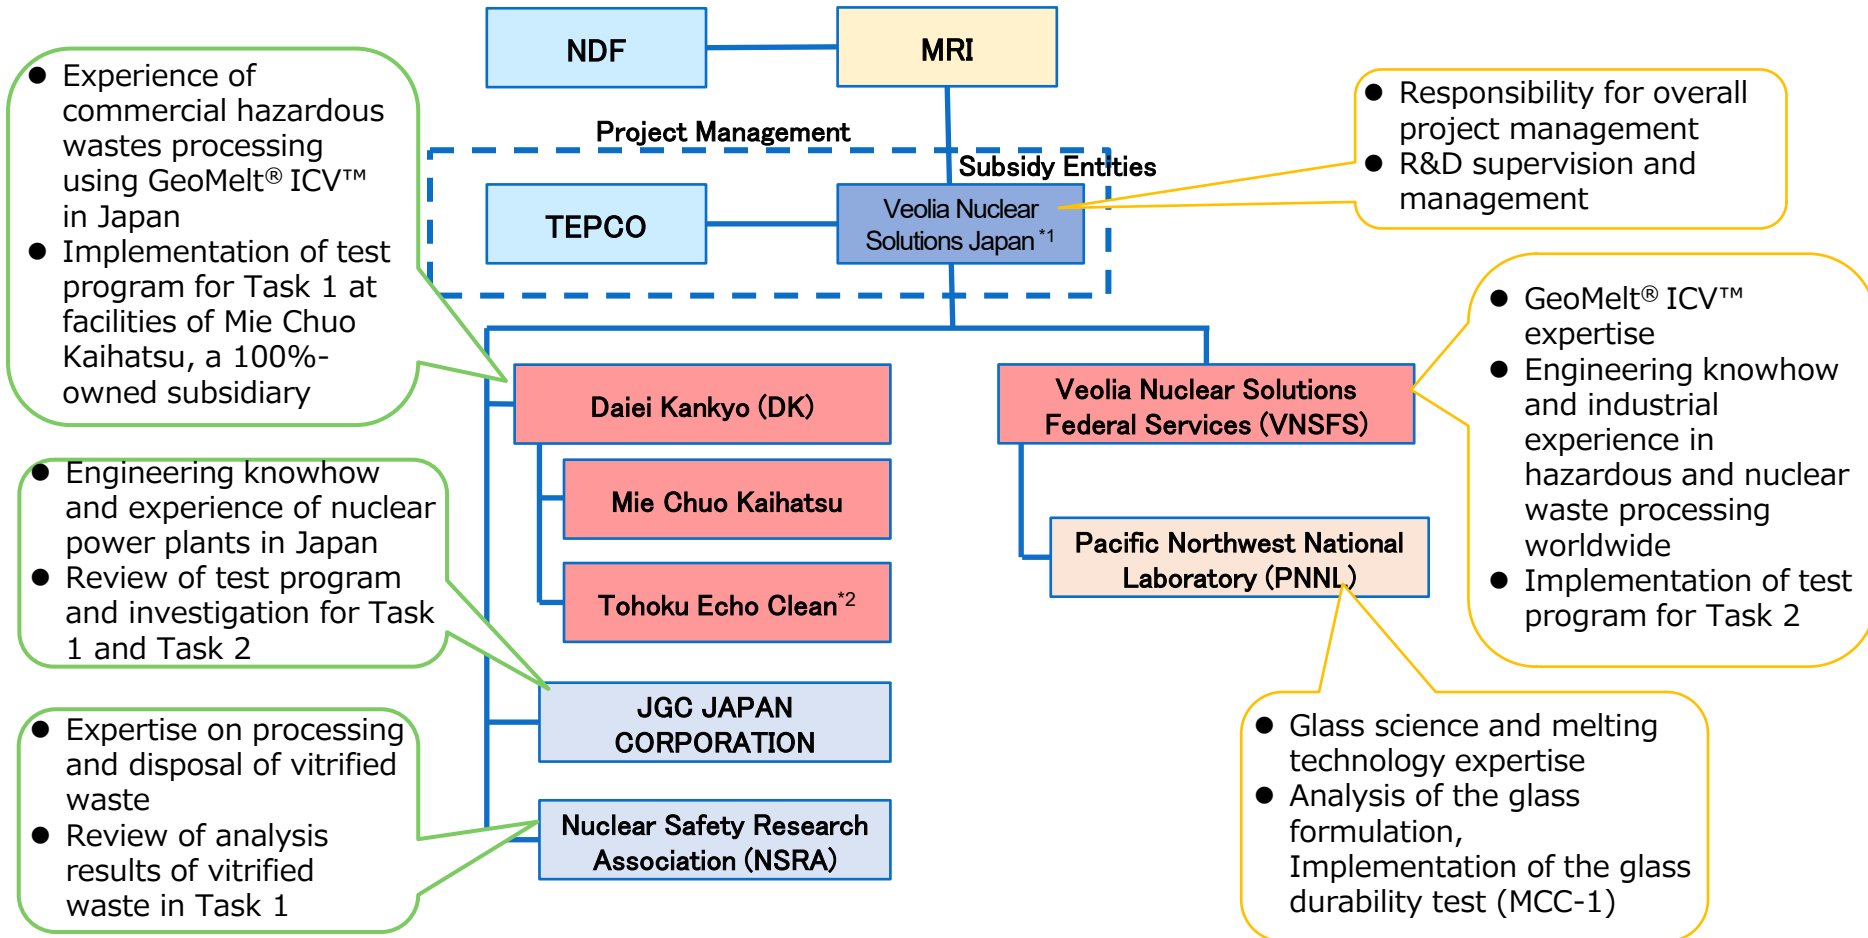 NDF
MRI
● Experience of
commercial hazardous
wastes processing
using GeoMelt® ICV™
in Japan
● Implementation of test
program for Task 1 at
facilities of Mie Chuo
Kaihatsu, a 100%-
owned subsidiary
Project Management
Subsidy Entities
TEPCO
Veolia Nuclear
Solutions Japan *1
● Responsibility for overall
project management
● R&D supervision and
management
● GeoMelt® ICV™
expertise
● Engineering knowhow
and industrial
experience in
hazardous and nuclear
waste processing
worldwide
● Implementation of test
program for Task 2
Daiei Kankyo (DK)
Veolia Nuclear Solutions
Federal Services (VNSFS)
● Engineering knowhow
and experience of nuclear
power plants in Japan
● Review of test program
and investigation for Task
1 and Task 2
Mie Chuo Kaihatsu
Tohoku Echo Clean*2
Pacific Northwest National
Laboratory (PNNL)
JGC JAPAN
CORPORATION
● Expertise on processing
and disposal of vitrified
waste
● Review of analysis
results of vitrified
waste in Task 1
Nuclear Safety Research
Association (NSRA)
● Glass science and melting
technology expertise
● Analysis of the glass
formulation,
Implementation of the glass
durability test (MCC-1)